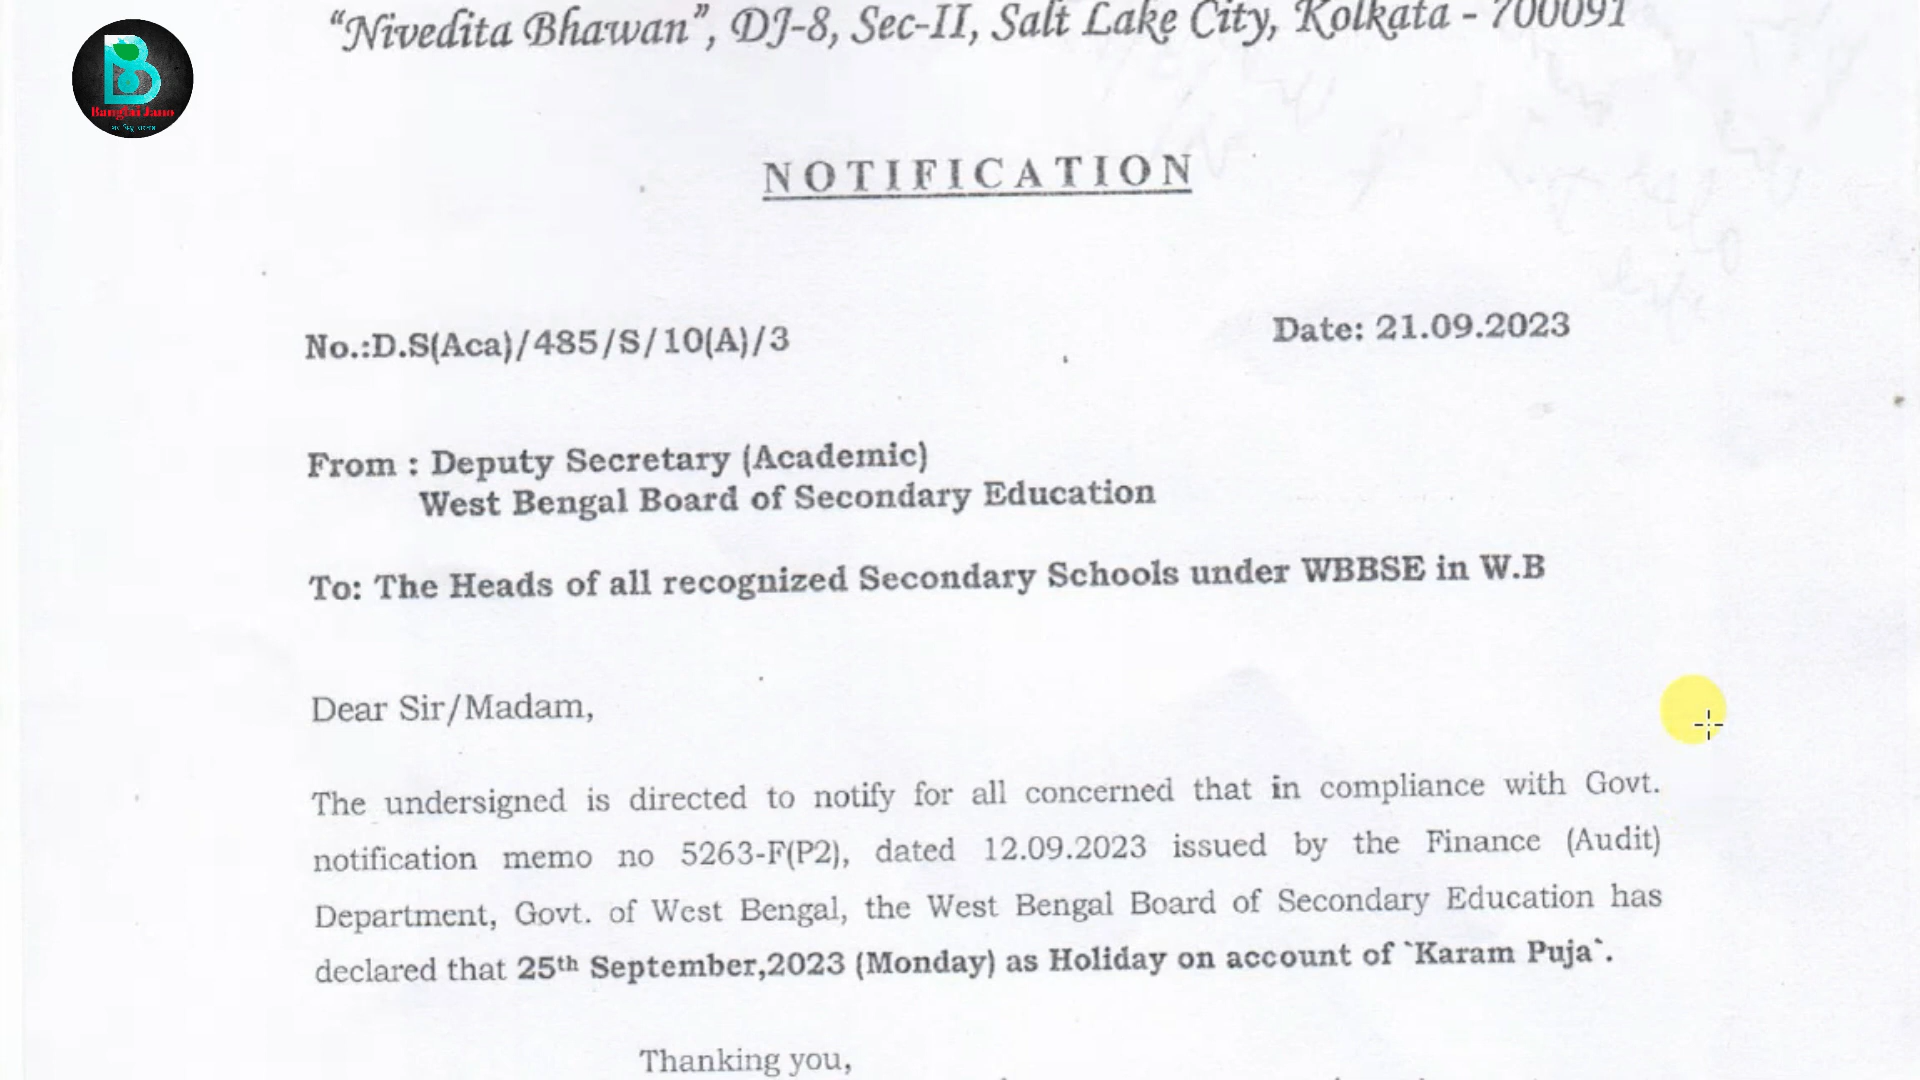 “Nivedita Bhawan”, DJ-8, Sec-II, Salt Lake City, Kolkata - 700091
Banglai Jano
NOTIFICATION
No.:D.S(Aca)/485/S/10(A)/3
Date: 21.09.2023
From : Deputy Secretary (Academic)
West Bengal Board of Secondary Education
To: The Heads of all recognized Secondary Schools under WBBSE in W.B
Dear Sir/Madam,
The undersigned is directed to notify for all concerned that in compliance with Govt.
notification memo no 5263-F(P2), dated 12.09.2023 issued by the Finance (Audit)
Department, Govt. of West Bengal, the West Bengal Board of Secondary Education has
declared that 25th September,2023 (Monday) as Holiday on account of `Karam Puja`.
Thanking you,